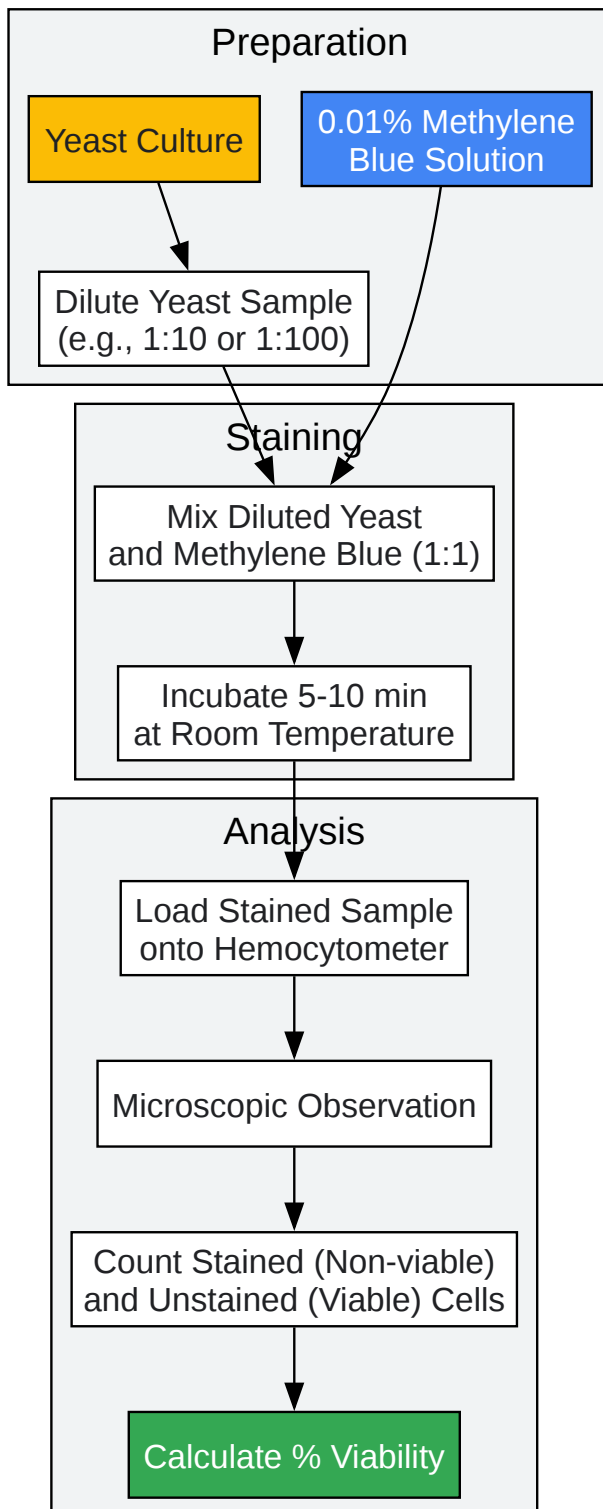 Preparation
Yeast Culture
0.01% Methylene
Blue Solution
Dilute Yeast Sample
(e.g., 1:10 or 1:100)
Staining
Mix Diluted Yeast
and Methylene Blue (1:1)
Incubate 5-10 min
at Room Temperature
Analysis
Load Stained Sample
onto Hemocytometer
Microscopic Observation
Count Stained (Non-viable)
and Unstained (Viable) Cells
Calculate % Viability